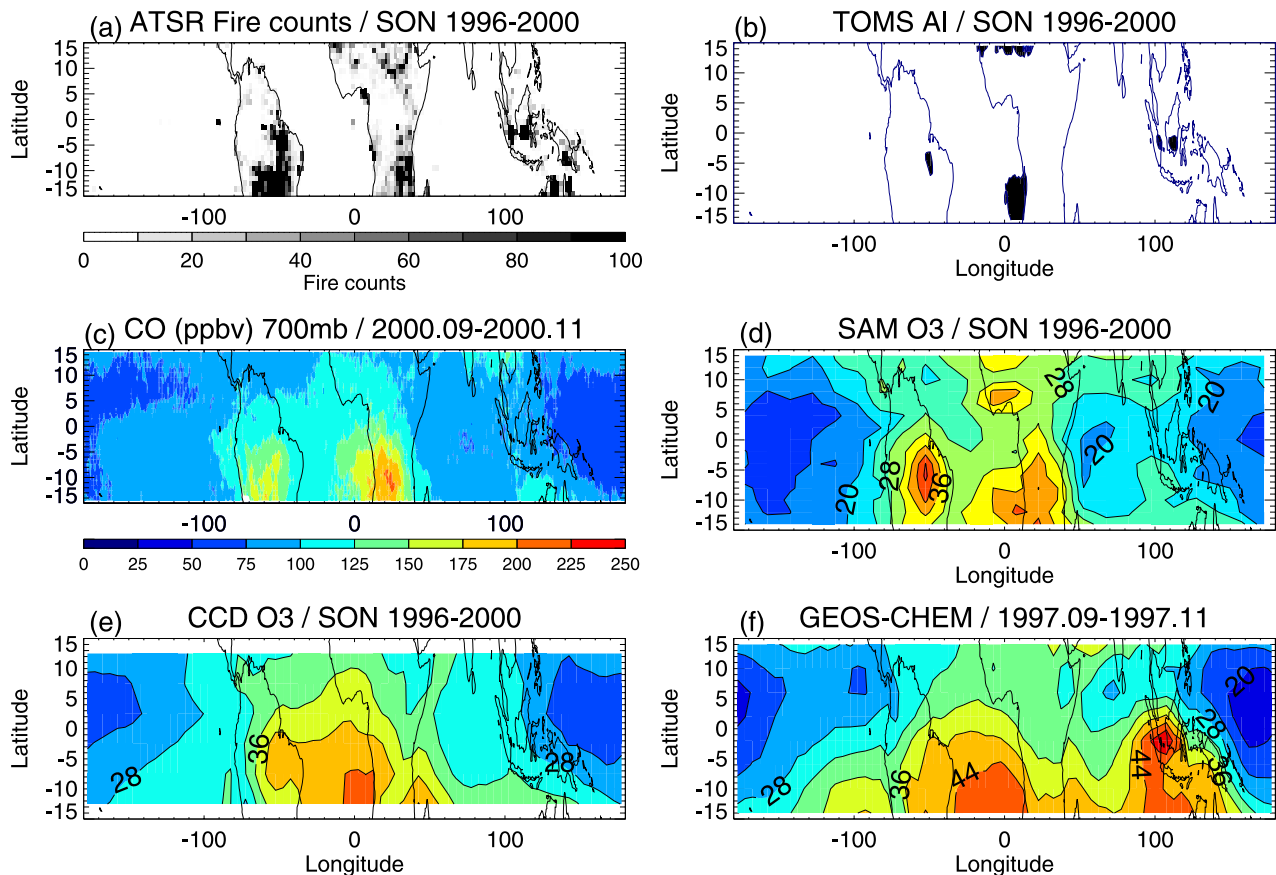 (a) ATSR Fire counts / SON 1996-2000
15
10
5
0
-5
-10
-15
Latitude
-100 0 100
0 20 40 60 80 100
Fire counts
(b) TOMS AI / SON 1996-2000
15
10
5
0
-5
-10
-15
Latitude
-100 0 100
Longitude
(c) CO (ppbv) 700mb / 2000.09-2000.11
15
10
5
0
-5
-10
-15
Latitude
-100 0 100
0 25 50 75 100 125 150 175 200 225 250
(d) SAM O3 / SON 1996-2000
15
10
5
0
-5
-10
-15
Latitude
28
20
20
28
36
20
-100 0 100
Longitude
(e) CCD O3 / SON 1996-2000
15
10
5
0
-5
-10
-15
Latitude
36
28
28
-100 0 100
Longitude
(f) GEOS-CHEM / 1997.09-1997.11
15
10
5
0
-5
-10
-15
Latitude
20
28
44
36
44
36
28
-100 0 100
Longitude